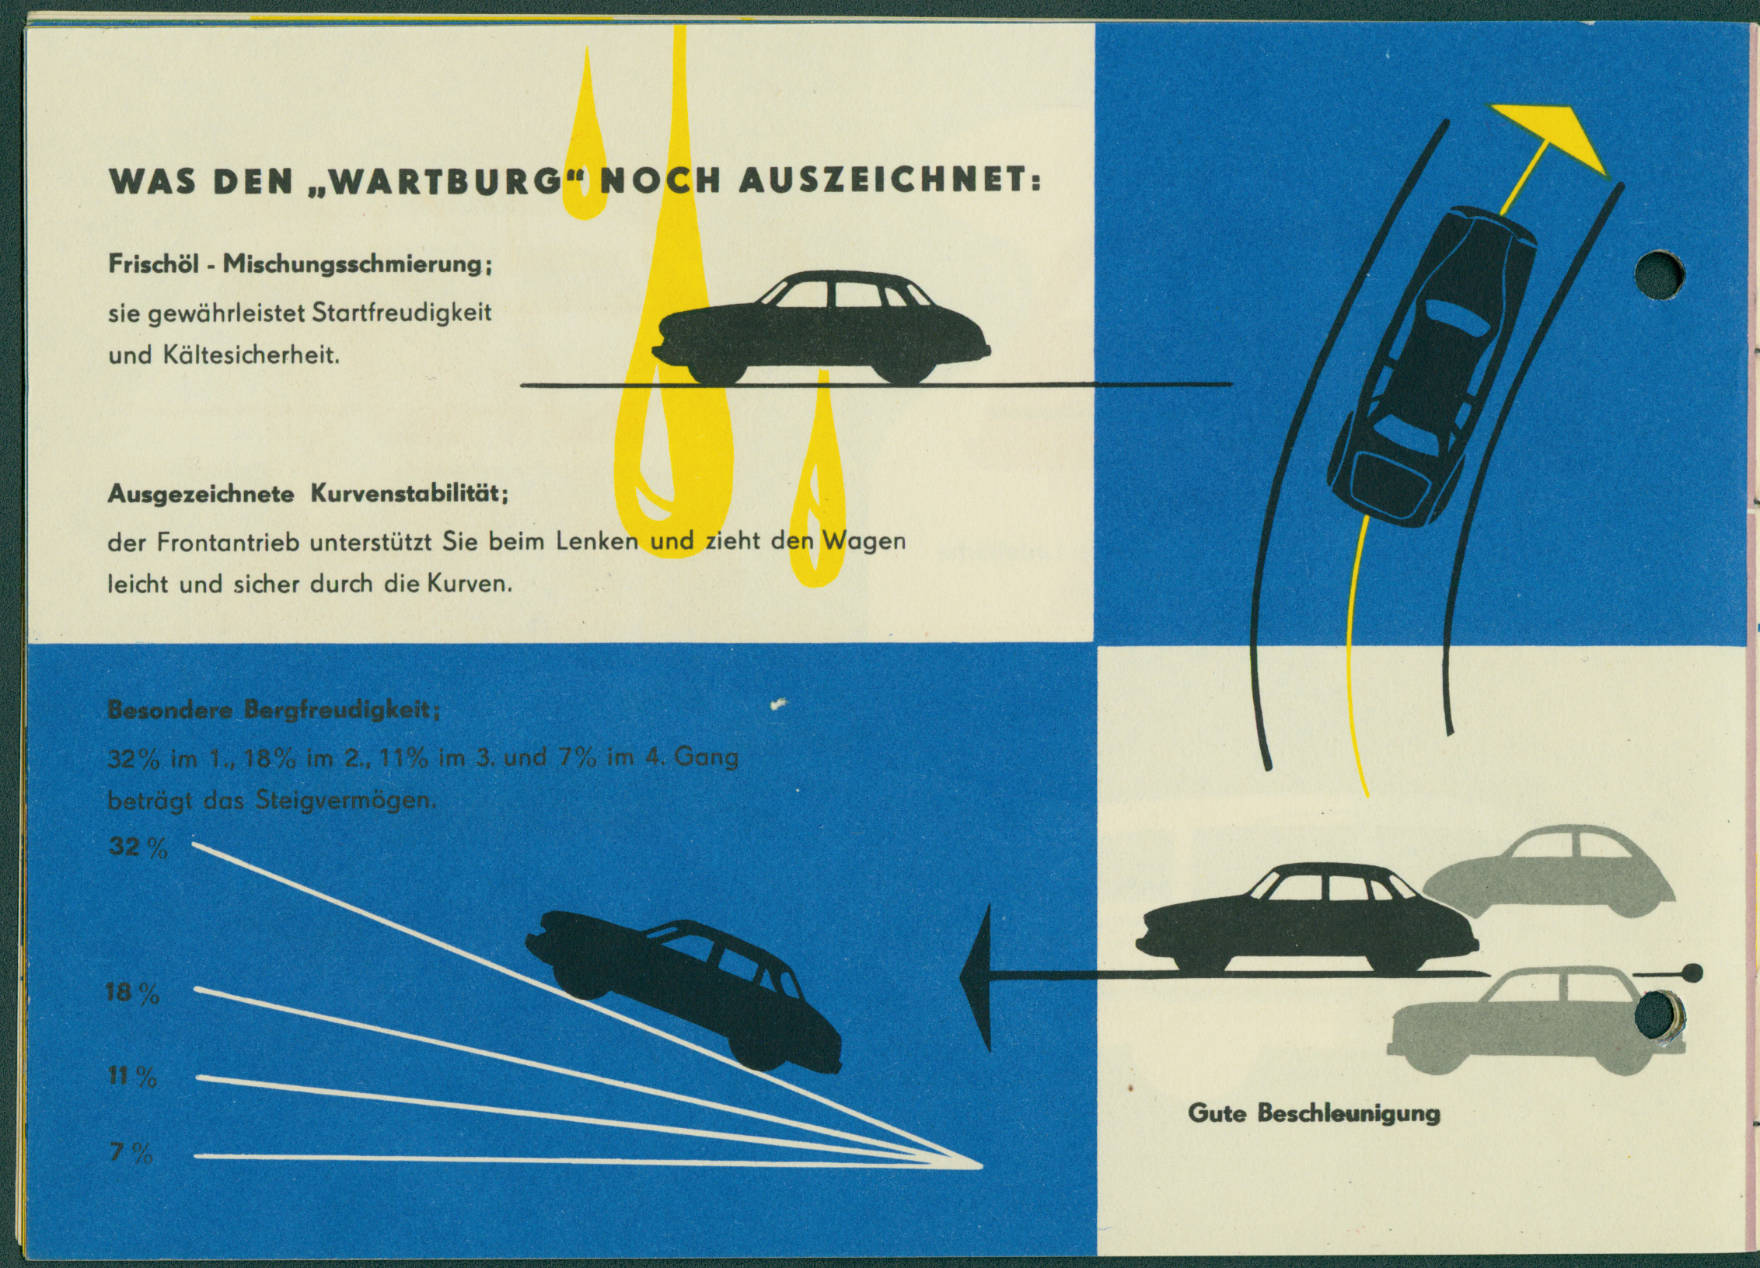 WAS DEN „WARTBURG“ NOCH AUSZEICHNET:
Frischöl - Mischungsschmierung;
sie gewährleistet Startfreudigkeit
und Kältesicherheit.
Ausgezeichnete Kurvenstabilität;
der Frontantrieb unterstützt Sie beim Lenken und zieht den Wagen
leicht und sicher durch die Kurven.
Besondere Bergfreudigkeit;
32% im 1., 18% im 2., 11% im 3. und 7% im 4. Gang
beträgt das Steigvermögen.
32 %
18 %
11 %
7 %
Gute Beschleunigung